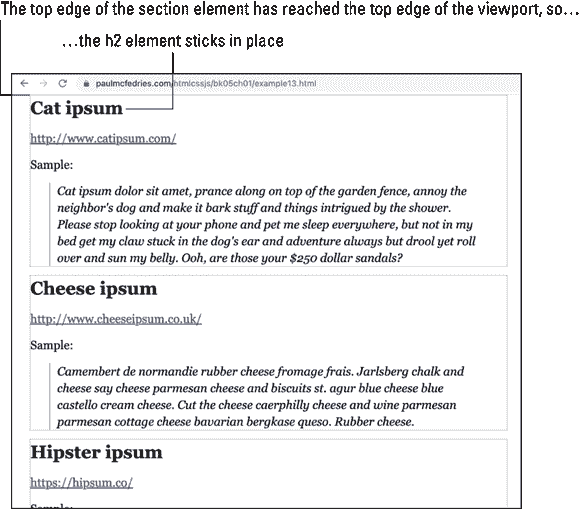 The top edge of the section element has reached the top edge of the viewport, so…
…the h2 element sticks in place
paulmcfedries.com/htmlcssjs/bk05ch01/example13.html
Cat ipsum
http://www.catipsum.com/
Sample:
Cat ipsum dolor sit amet, prance along on top of the garden fence, annoy the
neighbor's dog and make it bark stuff and things intrigued by the shower.
Please stop looking at your phone and pet me sleep everywhere, but not in my
bed get my claw stuck in the dog's ear and adventure always but drool yet roll
over and sun my belly. Ooh, are those your $250 dollar sandals?
Cheese ipsum
http://www.cheeseipsum.co.uk/
Sample:
Camembert de normandie rubber cheese fromage frais. Jarlsberg chalk and
cheese say cheese parmesan cheese and biscuits st. agur blue cheese blue
castello cream cheese. Cut the cheese caerphilly cheese and wine parmesan
parmesan cottage cheese bavarian bergkase queso. Rubber cheese.
Hipster ipsum
https://hipsum.co/
Sample: